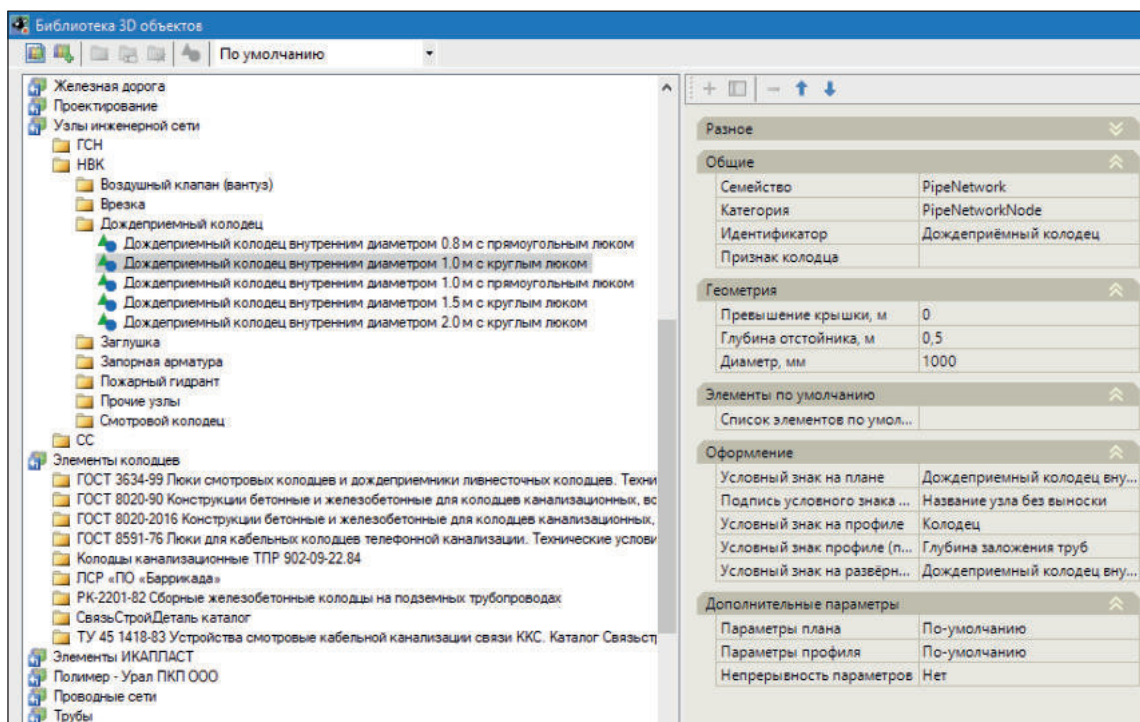 Библиотека 3D объектов
По умолчанию
Железная дорога
Проектирование
Узлы инженерной сети
ГСН
НВК
Воздушный клапан (вантуз)
Врезка
Дождеприемный колодец
Дождеприемный колодец внутренним диаметром 0.8 м с прямоугольным люком
Дождеприемный колодец внутренним диаметром 1.0 м с круглым люком
Дождеприемный колодец внутренним диаметром 1.0 м с прямоугольным люком
Дождеприемный колодец внутренним диаметром 1.5 м с круглым люком
Дождеприемный колодец внутренним диаметром 2.0 м с круглым люком
Заглушка
Запорная арматура
Пожарный гидрант
Прочие узлы
Смотровой колодец
СС
Элементы колодцев
ГОСТ 3634-99 Люки смотровых колодцев и дождеприемники ливнесточных колодцев. Техни
ГОСТ 8020-90 Конструкции бетонные и железобетонные для колодцев канализационных, вс
ГОСТ 8020-2016 Конструкции бетонные и железобетонные для колодцев канализационных,
ГОСТ 8591-76 Люки для кабельных колодцев телефонной канализации. Технические услови
Колодцы канализационные ТПР 902-09-22.84
ЛСР «ПО «Баррикада»
РК-2201-82 Сборные железобетонные колодцы на подземных трубопроводах
СвязьСтройДеталь каталог
ТУ 45 1418-83 Устройства смотровые кабельной канализации связи ККС. Каталог Связьст
Элементы ИКАПЛАСТ
Полимер - Урал ПКП ООО
Проводные сети
Трубы
Разное
Общие
Семейство PipeNetwork
Категория PipeNetworkNode
Идентификатор Дождеприёмный колодец
Признак колодца
Геометрия
Превышение крышки, м 0
Глубина отстойника, м 0,5
Диаметр, мм 1000
Элементы по умолчанию
Список элементов по умол...
Оформление
Условный знак на плане Дождеприемный колодец вну...
Подпись условного знака ... Название узла без выноски
Условный знак на профиле Колодец
Условный знак профиле (п... Глубина заложения труб
Условный знак на развёрн... Дождеприемный колодец вну...
Дополнительные параметры
Параметры плана По-умолчанию
Параметры профиля По-умолчанию
Непрерывность параметров Нет